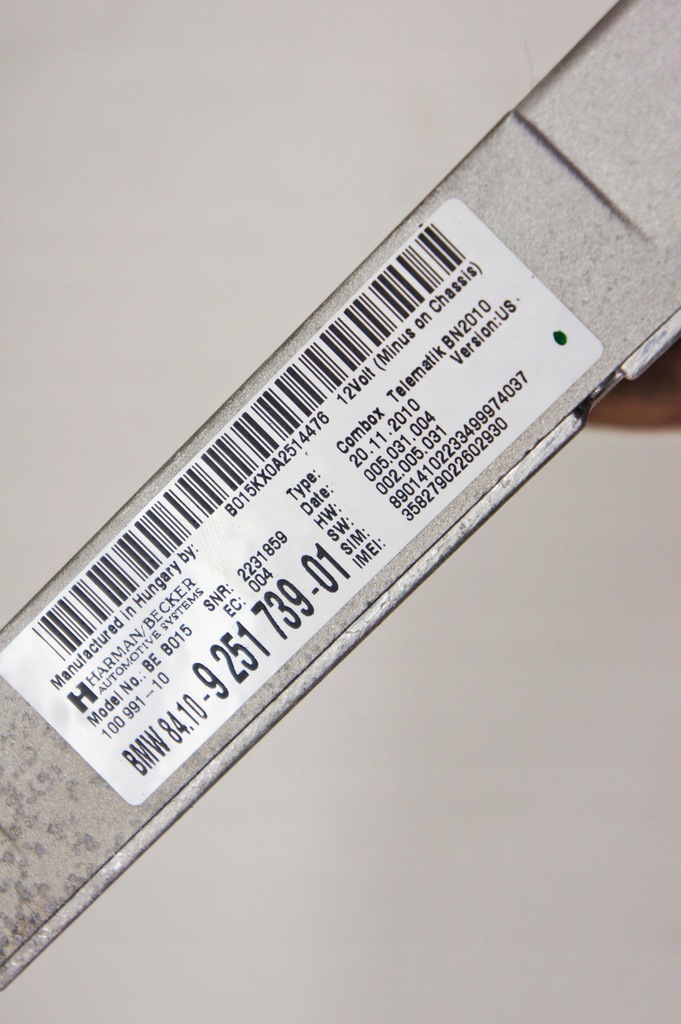 B015KX0A2514476 12Volt (Minus on Chassis)
Manufactured in Hungary by:
HARMAN/BECKER
AUTOMOTIVE SYSTEMS
Model No.: BE B015
100 991-10
SNR: 2231859
EC: 004
BMW 84.10-9 251 739-01
Type: Combox Telematik BN2010
Version:US
Date: 20.11.2010
HW: 005.031.004
SW: 002.005.031
SIM: 89014102233499974037
IMEI: 358279022602930